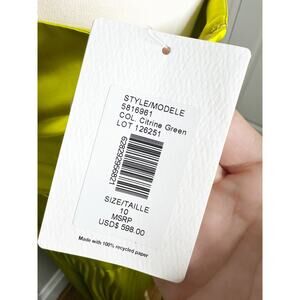 STYLE/MODELE
5816961
COL. Citrine Green
LOT 126251
SIZE/TAILLE
10
MSRP
USD$ 598.00
Made with 100% recycled paper